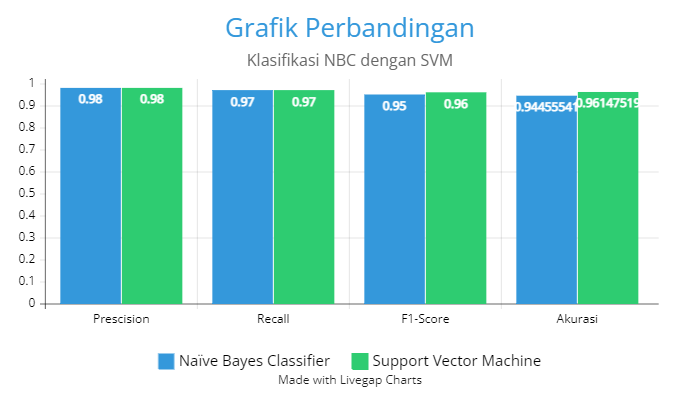 Grafik Perbandingan
Klasifikasi NBC dengan SVM
1
0.9
0.8
0.7
0.6
0.5
0.4
0.3
0.2
0.1
0
0.98 0.98 0.97 0.97 0.95 0.96 0.94455541 0.96147519
Prescision Recall F1-Score Akurasi
Naïve Bayes Classifier Support Vector Machine
Made with Livegap Charts